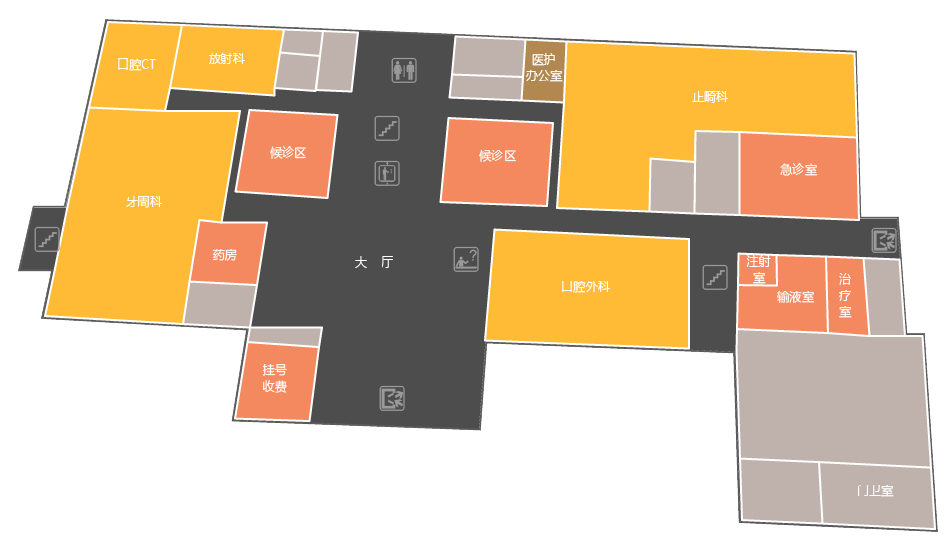 口腔CT
放射科
医护
办公室
止畸科
候诊区
候诊区
急诊室
牙周科
药房
大 厅
?
口腔外科
注射
室
输液室
治
疗
室
挂号
收费
门卫室